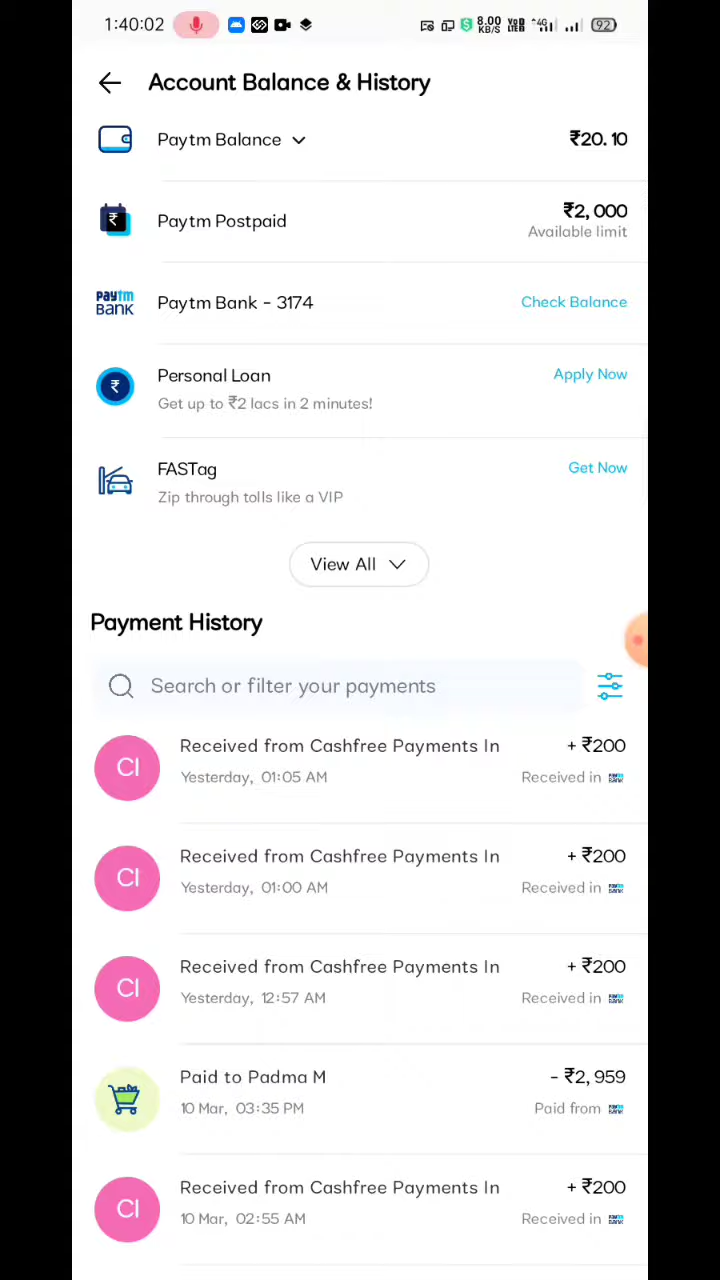 1:40:02 8.00 KB/S 4G 92
Account Balance & History
Paytm Balance ₹20.10
Paytm Postpaid ₹2,000
Available limit
paytm BANK Paytm Bank - 3174 Check Balance
Personal Loan Apply Now
Get up to ₹2 lacs in 2 minutes!
FASTag Get Now
Zip through tolls like a VIP
View All
Payment History
Search or filter your payments
CI Received from Cashfree Payments In + ₹200
Yesterday, 01:05 AM Received in
CI Received from Cashfree Payments In + ₹200
Yesterday, 01:00 AM Received in
CI Received from Cashfree Payments In + ₹200
Yesterday, 12:57 AM Received in
Paid to Padma M - ₹2,959
10 Mar, 03:35 PM Paid from
CI Received from Cashfree Payments In + ₹200
10 Mar, 02:55 AM Received in